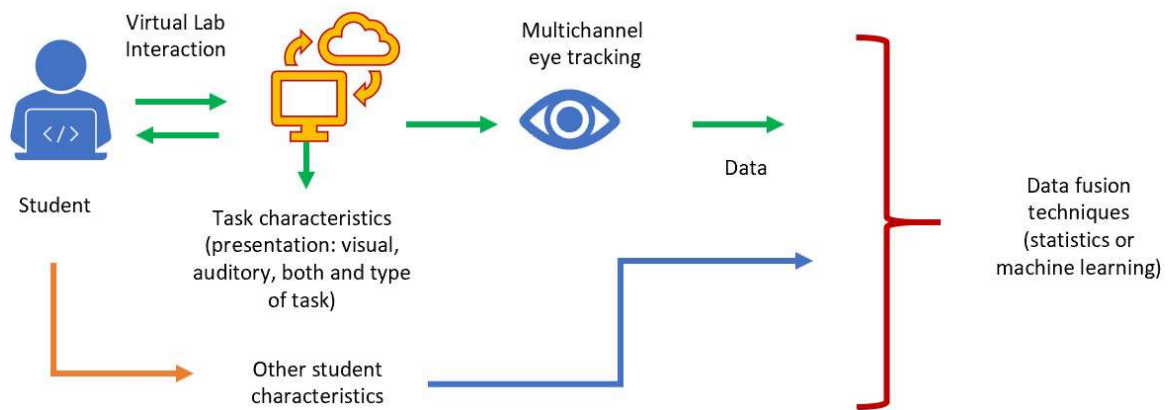 Virtual Lab
Interaction
Multichannel
eye tracking
</>
Student
Data
Task characteristics
(presentation: visual,
auditory, both and type
of task)
Data fusion
techniques
(statistics or
machine learning)
Other student
characteristics